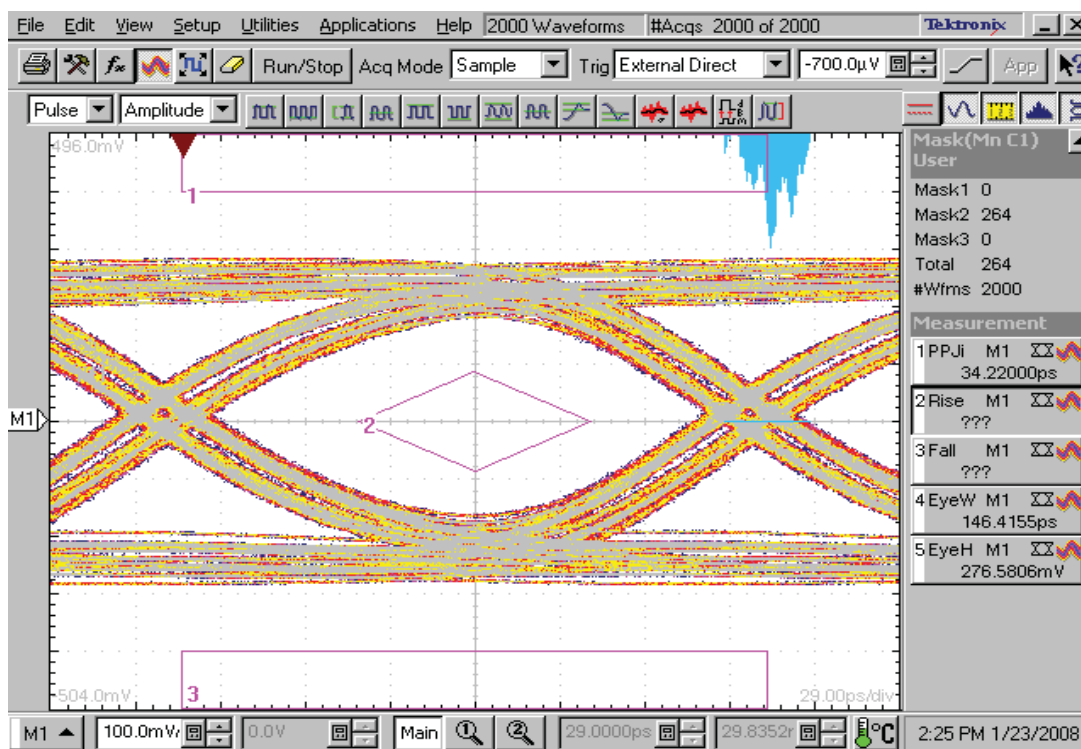 File Edit View Setup Utilities Applications Help 2000 Waveforms #Acqs 2000 of 2000 Tektronix
Run/Stop Acq Mode Sample Trig External Direct -700.0µV App
Pulse Amplitude
496.0mV
1
2
3
M1
-504.0mV
29.00ps/div
Mask(Mn C1)
User
Mask1 0
Mask2 264
Mask3 0
Total 264
#Wfms 2000
Measurement
1 PPJi M1
34.22000ps
2 Rise M1
???
3 Fall M1
???
4 EyeW M1
146.4155ps
5 EyeH M1
276.5806mV
M1 100.0mV/ 0.0V Main 1 2 29.0000ps 29.8352r °C 2:25 PM 1/23/2008